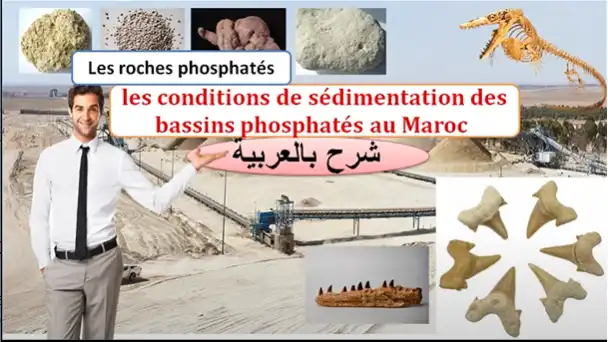 Les roches phosphatés
les conditions de sédimentation des
bassins phosphatés au Maroc
شرح بالعربية